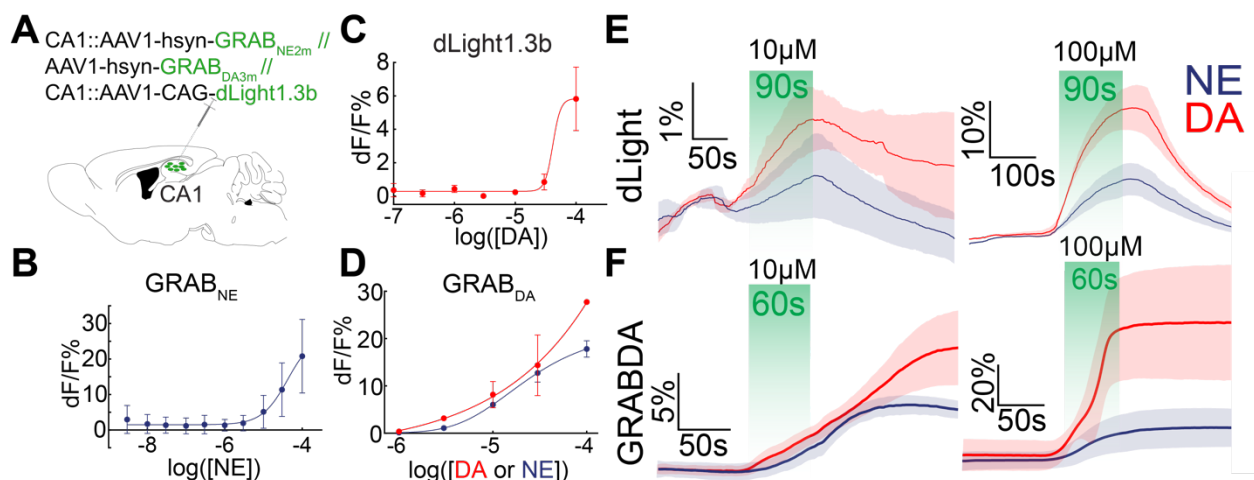 A
CA1::AAV1-hsyn-GRAB_NE2m //
AAV1-hsyn-GRAB_DA3m //
CA1::AAV1-CAG-dLight1.3b
CA1
B
GRAB_NE
dF/F%
30
20
10
0
-8
-6
-4
log([NE])
C
dLight1.3b
dF/F%
8
6
4
2
0
-7
-6
-5
-4
log([DA])
D
GRAB_DA
dF/F%
30
20
10
0
-6
-5
-4
log([DA or NE])
E
dLight
10µM
90s
1%
50s
100µM
90s
10%
100s
NE
DA
F
GRABDA
10µM
60s
5%
50s
100µM
60s
20%
50s